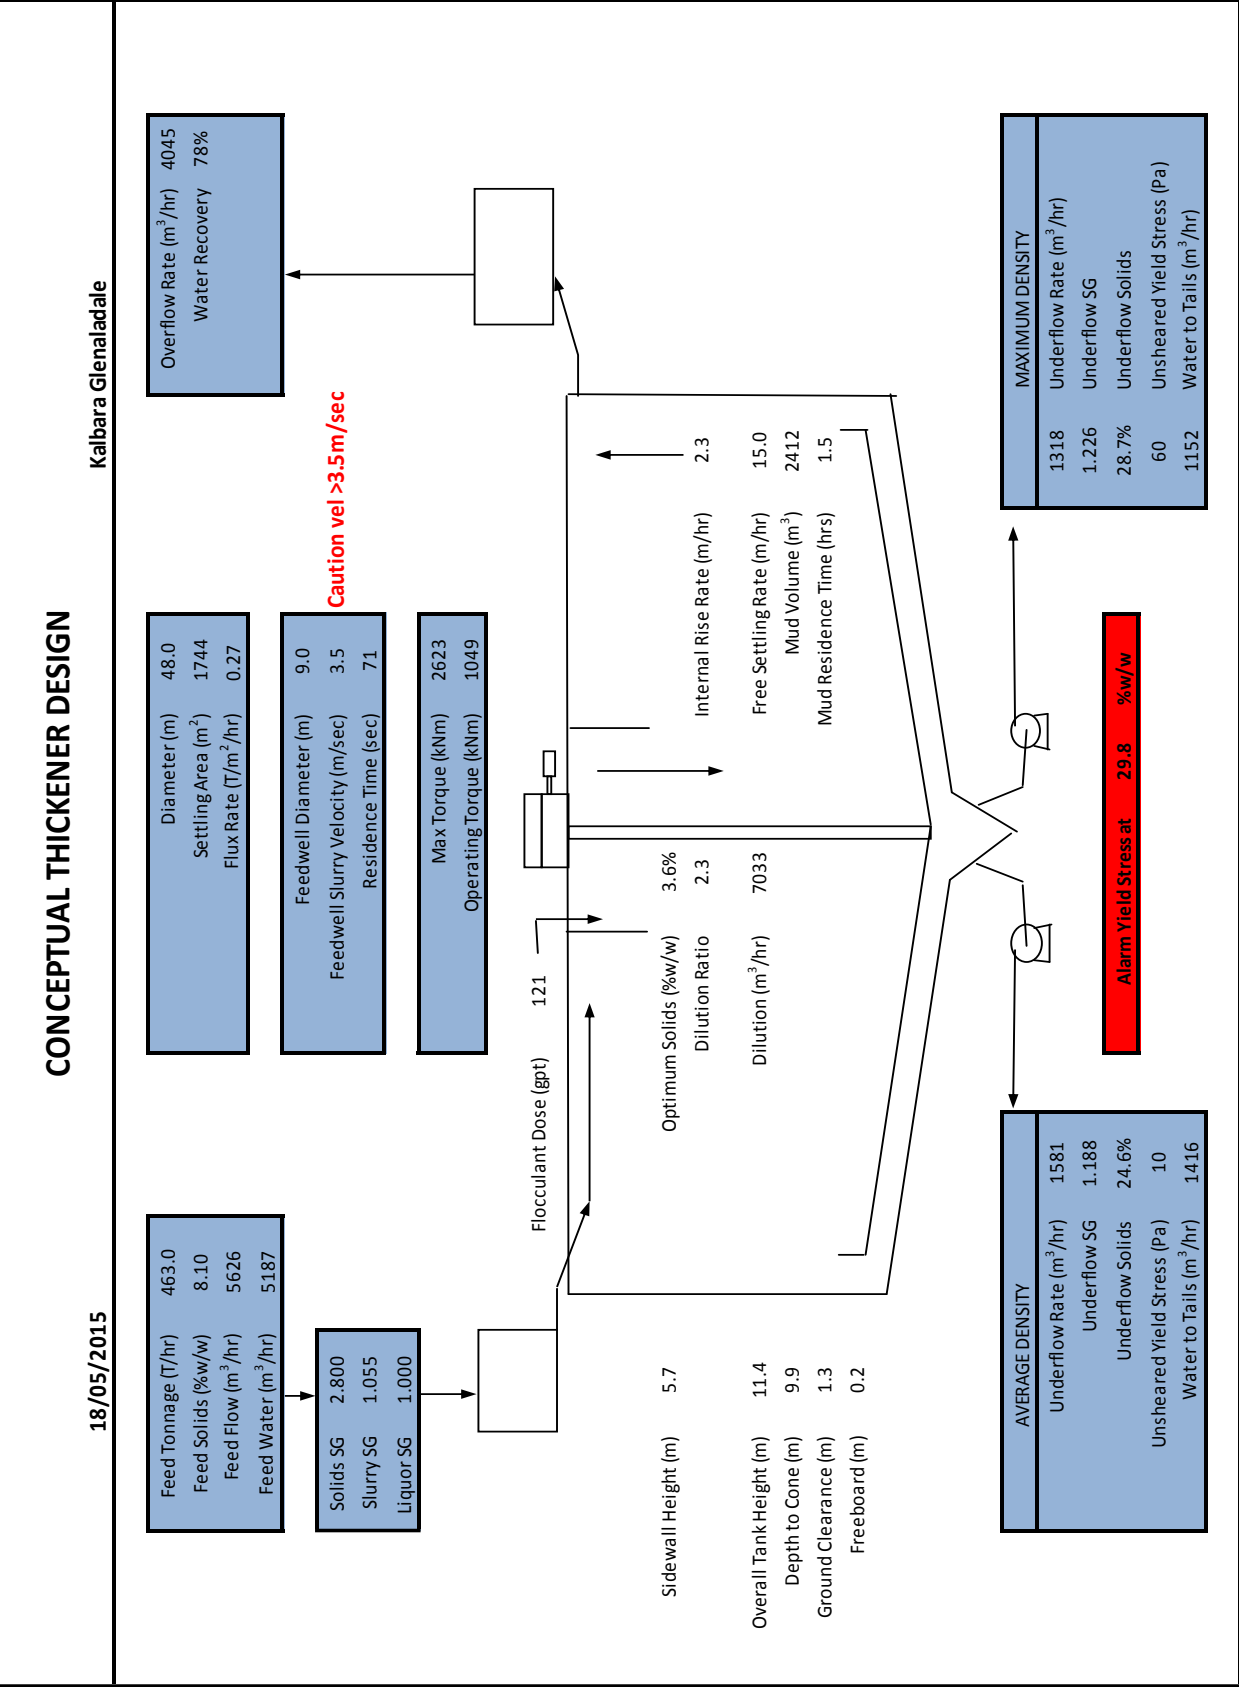 CONCEPTUAL THICKENER DESIGN
18/05/2015
Kalbara Glenaladale
Feed Tonnage (T/hr) 463.0
Feed Solids (%w/w) 8.10
Feed Flow (m³/hr) 5626
Feed Water (m³/hr) 5187
Diameter (m) 48.0
Settling Area (m²) 1744
Flux Rate (T/m²/hr) 0.27
Overflow Rate (m³/hr) 4045
Water Recovery 78%
Solids SG 2.800
Slurry SG 1.055
Liquor SG 1.000
Feedwell Diameter (m) 9.0
Feedwell Slurry Velocity (m/sec) 3.5
Residence Time (sec) 71
Caution vel >3.5m/sec
Max Torque (kNm) 2623
Operating Torque (kNm) 1049
Flocculant Dose (gpt) 121
Sidewall Height (m) 5.7
Overall Tank Height (m) 11.4
Depth to Cone (m) 9.9
Ground Clearance (m) 1.3
Freeboard (m) 0.2
Optimum Solids (%w/w) 3.6%
Dilution Ratio 2.3
Dilution (m³/hr) 7033
Internal Rise Rate (m/hr) 2.3
Free Settling Rate (m/hr) 15.0
Mud Volume (m³) 2412
Mud Residence Time (hrs) 1.5
AVERAGE DENSITY
Underflow Rate (m³/hr) 1581
Underflow SG 1.188
Underflow Solids 24.6%
Unsheared Yield Stress (Pa) 10
Water to Tails (m³/hr) 1416
Alarm Yield Stress at 29.8 %w/w
MAXIMUM DENSITY
1318 Underflow Rate (m³/hr)
1.226 Underflow SG
28.7% Underflow Solids
60 Unsheared Yield Stress (Pa)
1152 Water to Tails (m³/hr)